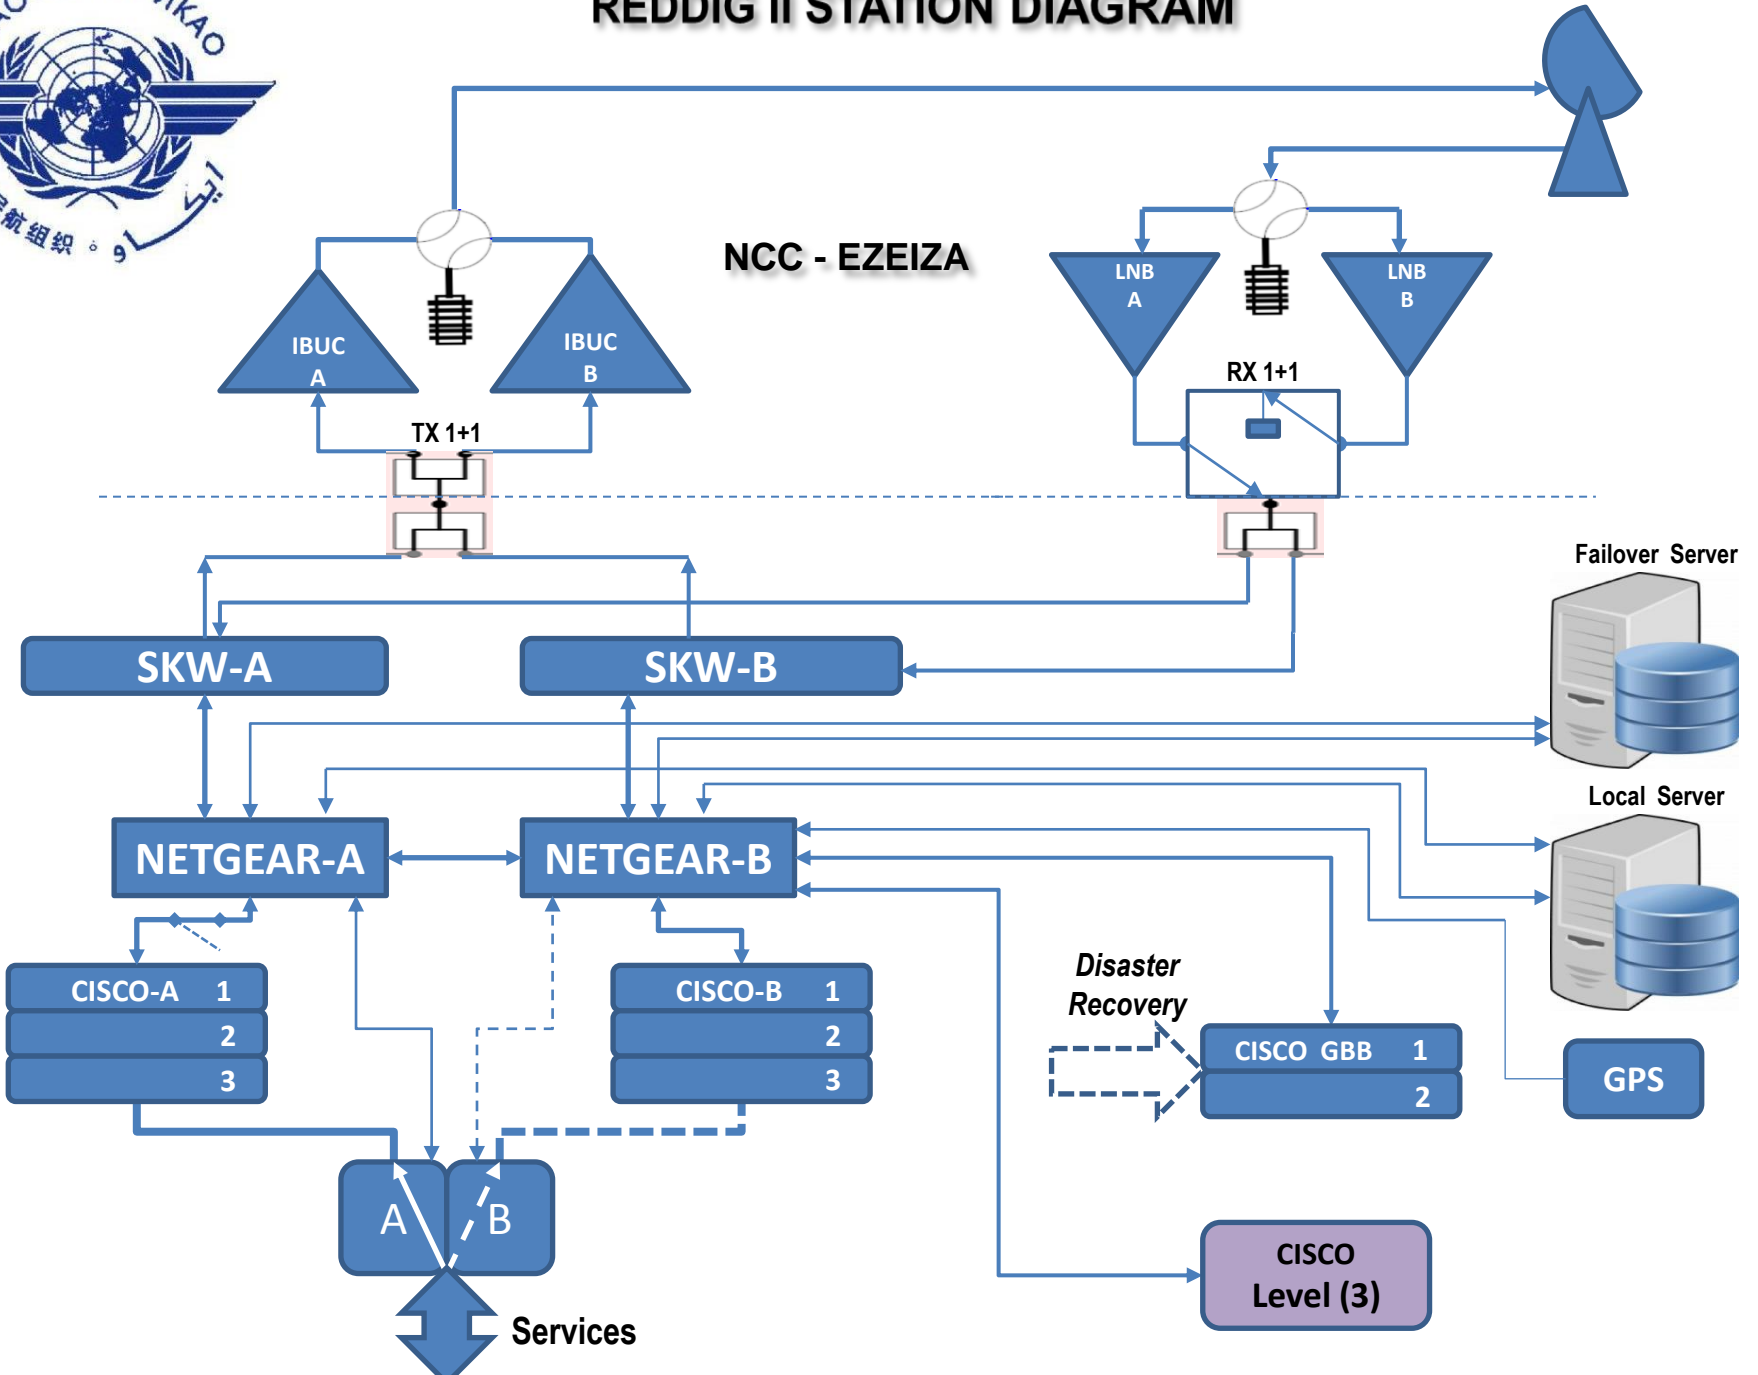 REDDIG II STATION DIAGRAM
组织
NCC - EZEIZA
IBUC
A
IBUC
B
LNB
A
LNB
B
TX 1+1
RX 1+1
Failover Server
SKW-A
SKW-B
Local Server
NETGEAR-A
NETGEAR-B
CISCO-A 1
2
3
CISCO-B 1
2
3
Disaster
Recovery
CISCO GBB 1
2
GPS
A
B
CISCO
Level (3)
Services